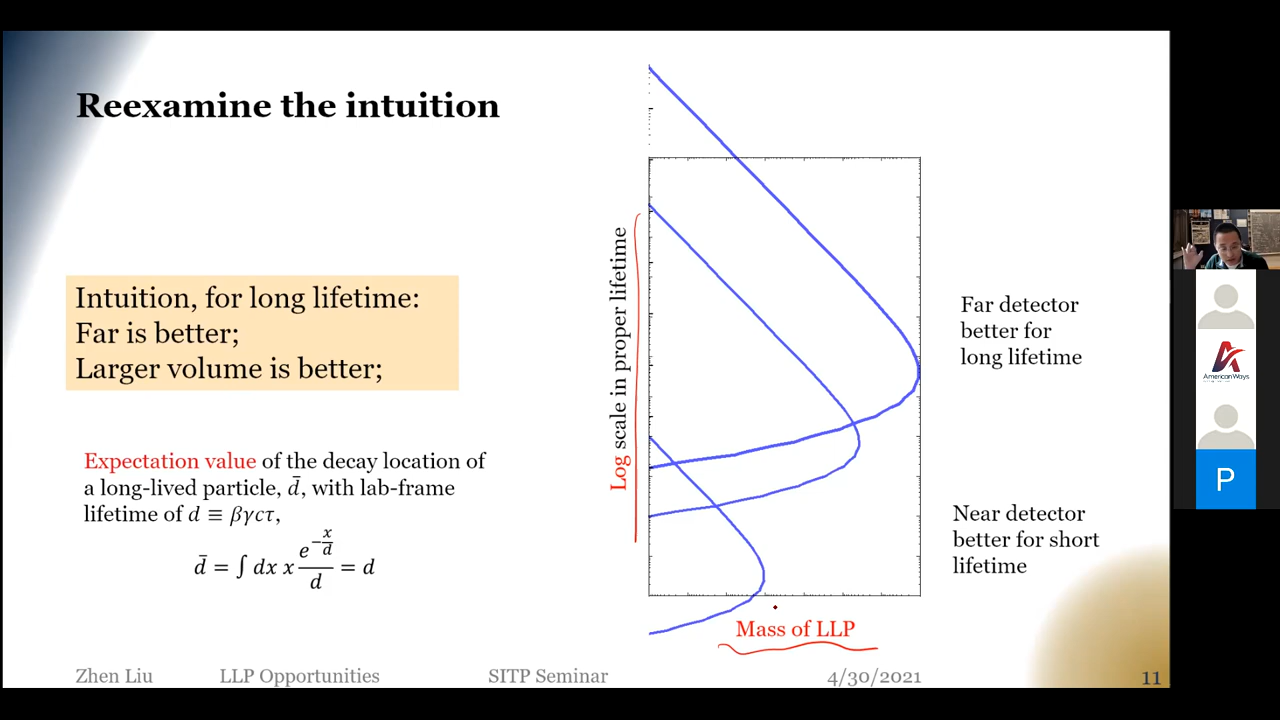 Reexamine the intuition
Intuition, for long lifetime:
Far is better;
Larger volume is better;
Expectation value of the decay location of
a long-lived particle, d̄, with lab-frame
lifetime of d ≡ βγcτ,
d̄ = ∫ dx x e^{-x/d}/d = d
Log scale in proper lifetime
Mass of LLP
Far detector
better for
long lifetime
Near detector
better for short
lifetime
Zhen Liu
LLP Opportunities
SITP Seminar
4/30/2021
11
AmericanWays
P